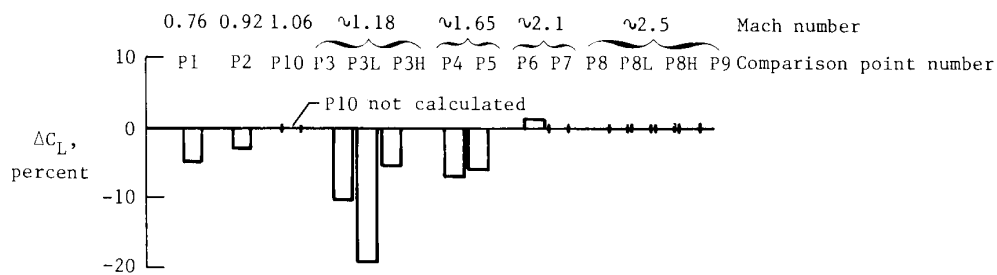 0.76 0.92 1.06 ~1.18 ~1.65 ~2.1 ~2.5 Mach number
P1 P2 P10 P3 P3L P3H P4 P5 P6 P7 P8 P8L P8H P9 Comparison point number
10
P10 not calculated
0
ΔC_L,
percent
-10
-20